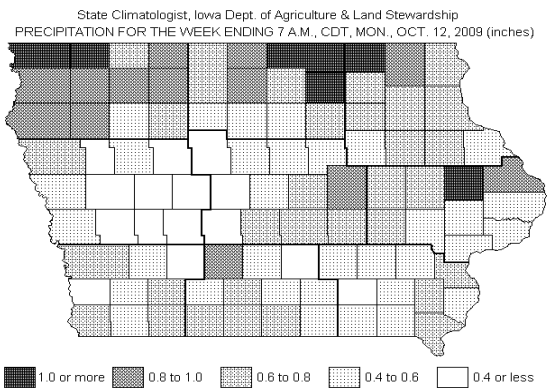 State Climatologist, Iowa Dept. of Agriculture & Land Stewardship
PRECIPITATION FOR THE WEEK ENDING 7 A.M., CDT, MON., OCT. 12, 2009 (inches)
1.0 or more 0.8 to 1.0 0.6 to 0.8 0.4 to 0.6 0.4 or less